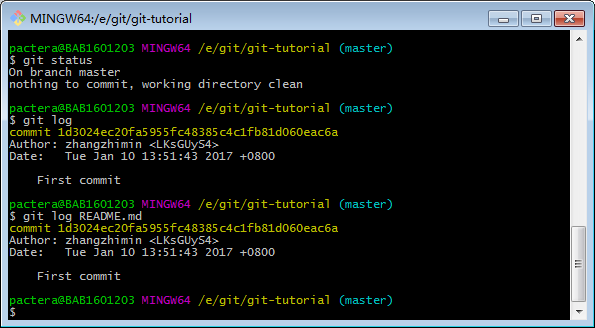 MINGW64:/e/git/git-tutorial
pactera@BAB1601203 MINGW64 /e/git/git-tutorial (master)
$ git status
On branch master
nothing to commit, working directory clean
pactera@BAB1601203 MINGW64 /e/git/git-tutorial (master)
$ git log
commit 1d3024ec20fa5955fc48385c4c1fb81d060eac6a
Author: zhangzhimin <LKsGUyS4>
Date:   Tue Jan 10 13:51:43 2017 +0800
    First commit
pactera@BAB1601203 MINGW64 /e/git/git-tutorial (master)
$ git log README.md
commit 1d3024ec20fa5955fc48385c4c1fb81d060eac6a
Author: zhangzhimin <LKsGUyS4>
Date:   Tue Jan 10 13:51:43 2017 +0800
    First commit
pactera@BAB1601203 MINGW64 /e/git/git-tutorial (master)
$